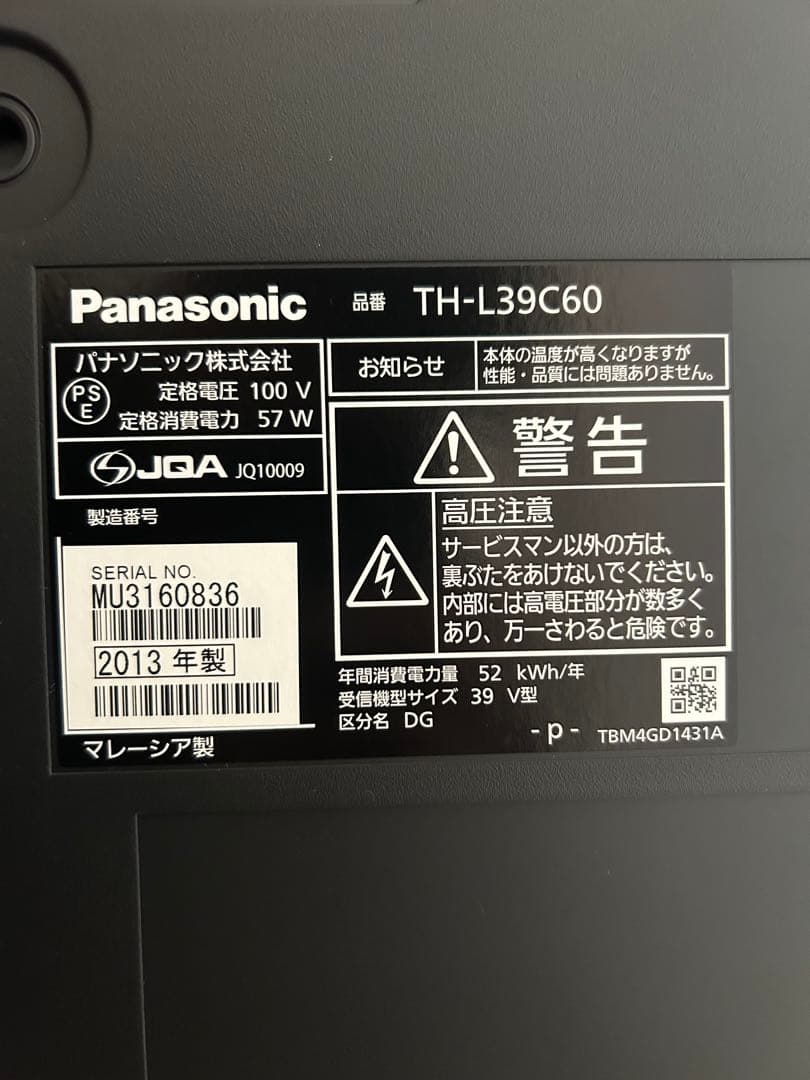 Panasonic 品番 TH-L39C60
パナソニック株式会社
PS
E
定格電圧 100 V
定格消費電力 57 W
JQA JQ10009
お知らせ
本体の温度が高くなりますが
性能・品質には問題ありません。
警告
高圧注意
サービスマン以外の方は、
裏ぶたをあけないでください。
内部には高電圧部分が数多く
あり、万一さわると危険です。
製造番号
SERIAL NO.
MU3160836
2013 年製
マレーシア製
年間消費電力量 52 kWh/年
受信機型サイズ 39 V型
区分名 DG
- p - TBM4GD1431A